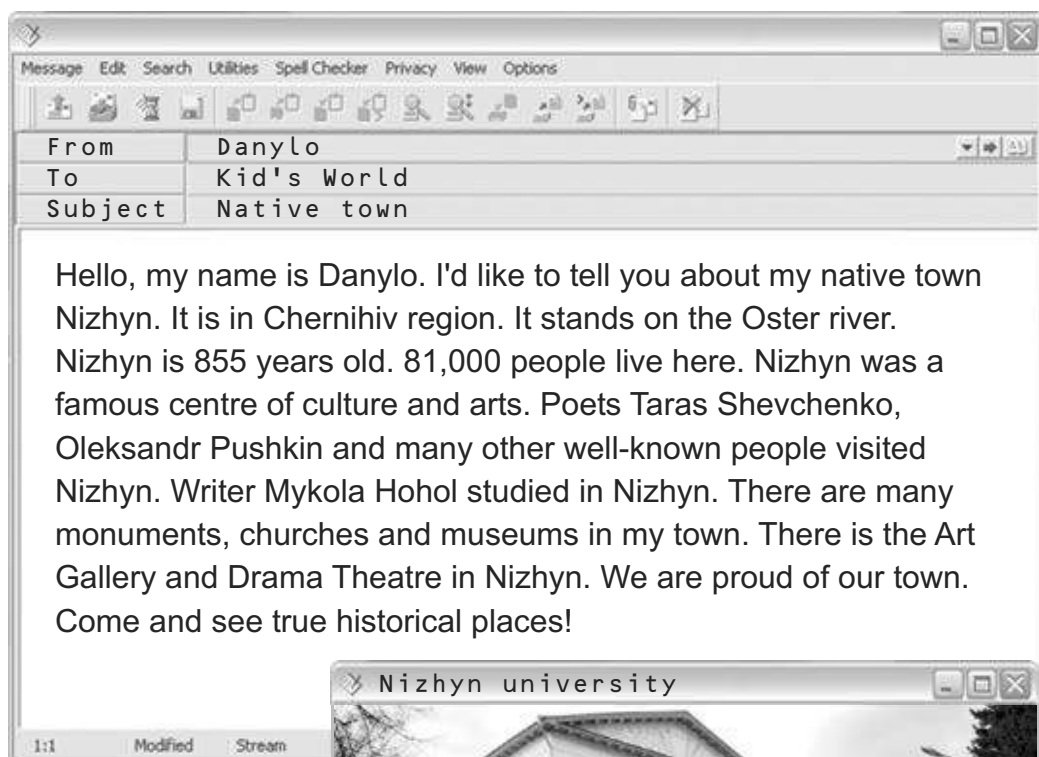 Message Edit Search Utilities Spell Checker Privacy View Options
From Danylo
To Kid's World
Subject Native town
Hello, my name is Danylo. I'd like to tell you about my native town
Nizhyn. It is in Chernihiv region. It stands on the Oster river.
Nizhyn is 855 years old. 81,000 people live here. Nizhyn was a
famous centre of culture and arts. Poets Taras Shevchenko,
Oleksandr Pushkin and many other well-known people visited
Nizhyn. Writer Mykola Hohol studied in Nizhyn. There are many
monuments, churches and museums in my town. There is the Art
Gallery and Drama Theatre in Nizhyn. We are proud of our town.
Come and see true historical places!
Nizhyn university
1:1 Modified Stream